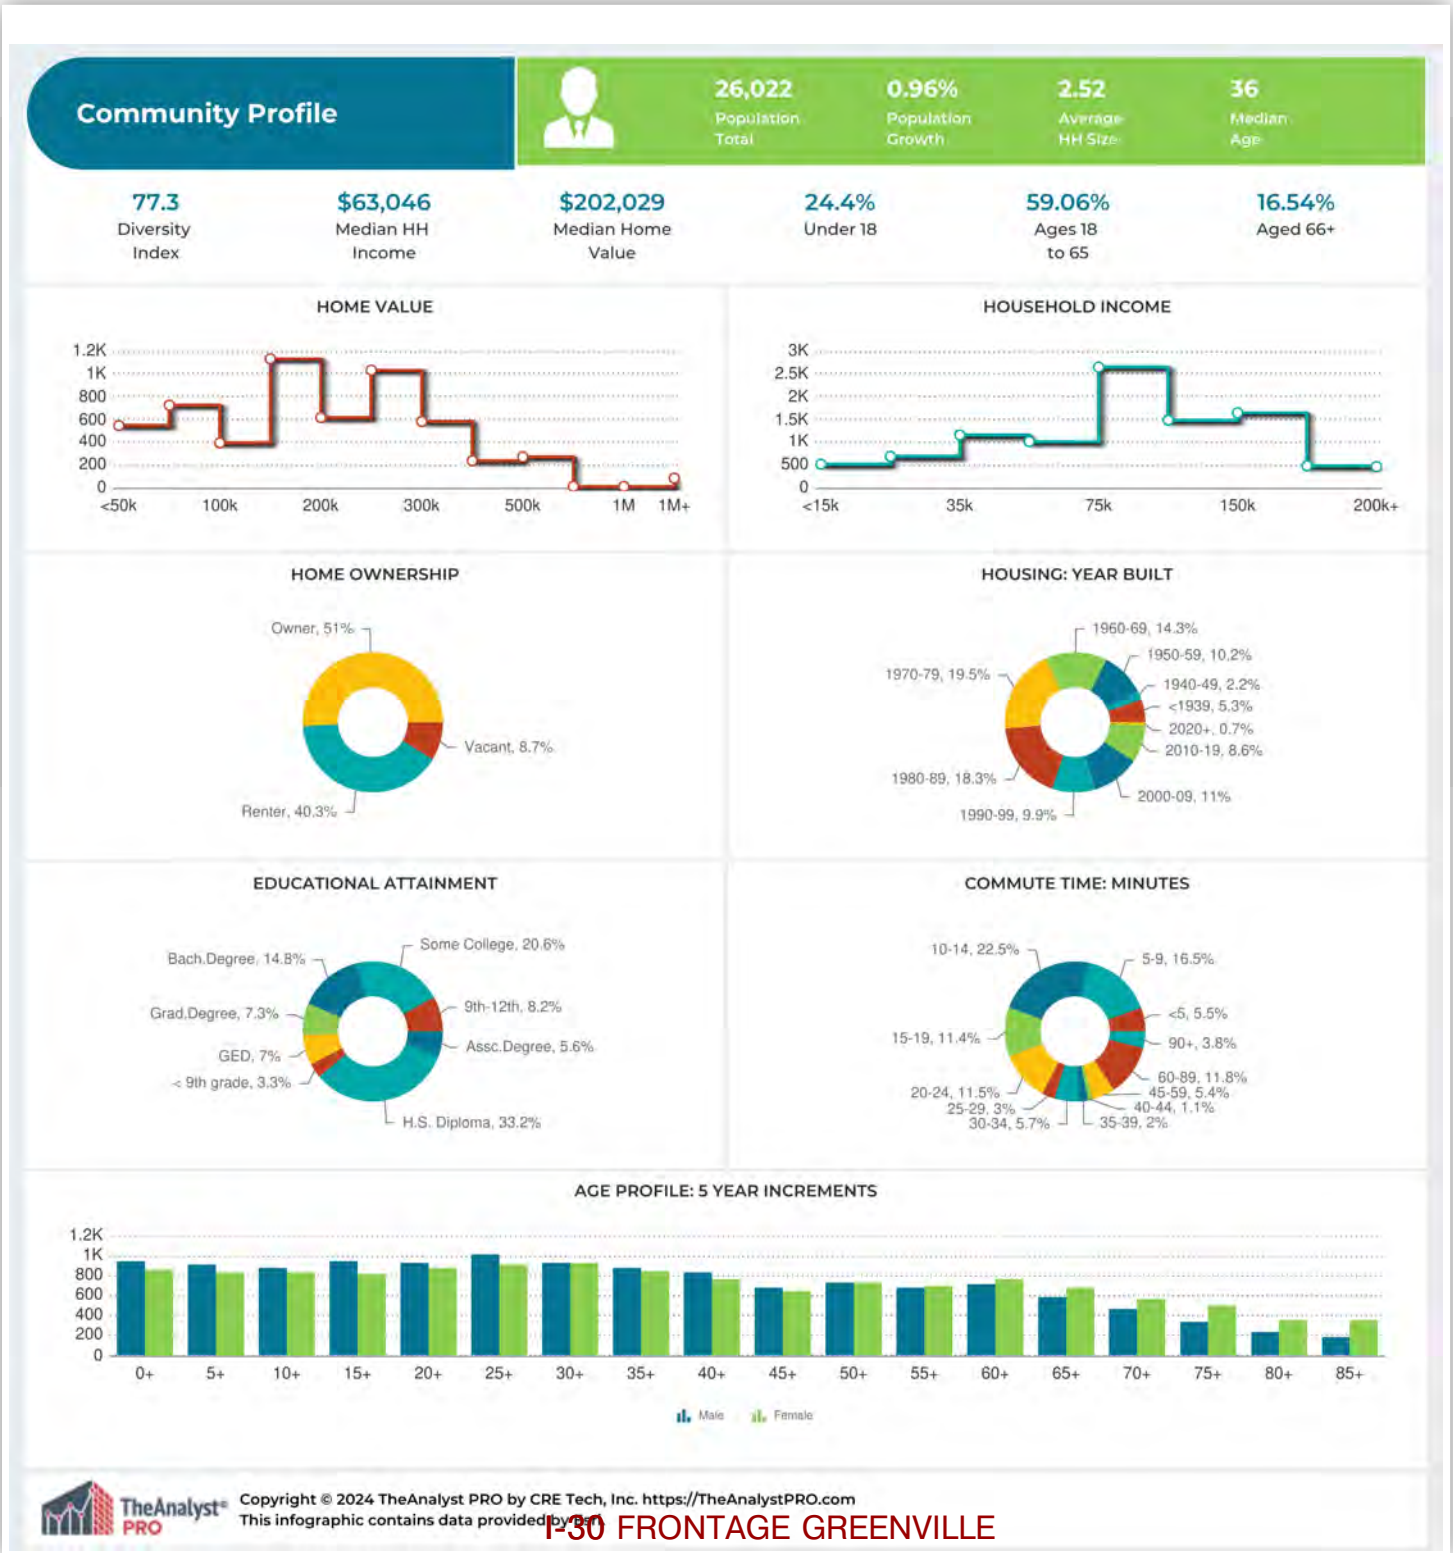 Community Profile
26,022
Population
Total
0.96%
Population
Growth
2.52
Average
HH Size
36
Median
Age
77.3
Diversity
Index
$63,046
Median HH
Income
$202,029
Median Home
Value
24.4%
Under 18
59.06%
Ages 18
to 65
16.54%
Aged 66+
HOME VALUE
1.2K
1K
800
600
400
200
0
<50k 100k 200k 300k 500k 1M 1M+
HOUSEHOLD INCOME
3K
2.5K
2K
1.5K
1K
500
0
<15k 35k 75k 150k 200k+
HOME OWNERSHIP
Owner, 51%
Vacant, 8.7%
Renter, 40.3%
HOUSING: YEAR BUILT
1960-69, 14.3%
1950-59, 10.2%
1970-79, 19.5%
1940-49, 2.2%
<1939, 5.3%
2020+, 0.7%
2010-19, 8.6%
1980-89, 18.3%
2000-09, 11%
1990-99, 9.9%
EDUCATIONAL ATTAINMENT
Some College, 20.6%
Bach.Degree, 14.8%
9th-12th, 8.2%
Grad.Degree, 7.3%
Assc.Degree, 5.6%
GED, 7%
< 9th grade, 3.3%
H.S. Diploma, 33.2%
COMMUTE TIME: MINUTES
10-14, 22.5%
5-9, 16.5%
<5, 5.5%
15-19, 11.4%
90+, 3.8%
60-89, 11.8%
20-24, 11.5%
45-59, 5.4%
25-29, 3%
40-44, 1.1%
30-34, 5.7%
35-39, 2%
AGE PROFILE: 5 YEAR INCREMENTS
1.2K
1K
800
600
400
200
0
0+ 5+ 10+ 15+ 20+ 25+ 30+ 35+ 40+ 45+ 50+ 55+ 60+ 65+ 70+ 75+ 80+ 85+
Male Female
TheAnalyst®
PRO
Copyright © 2024 TheAnalyst PRO by CRE Tech, Inc. https://TheAnalystPRO.com
This infographic contains data provided by Esri.
I-30 FRONTAGE GREENVILLE